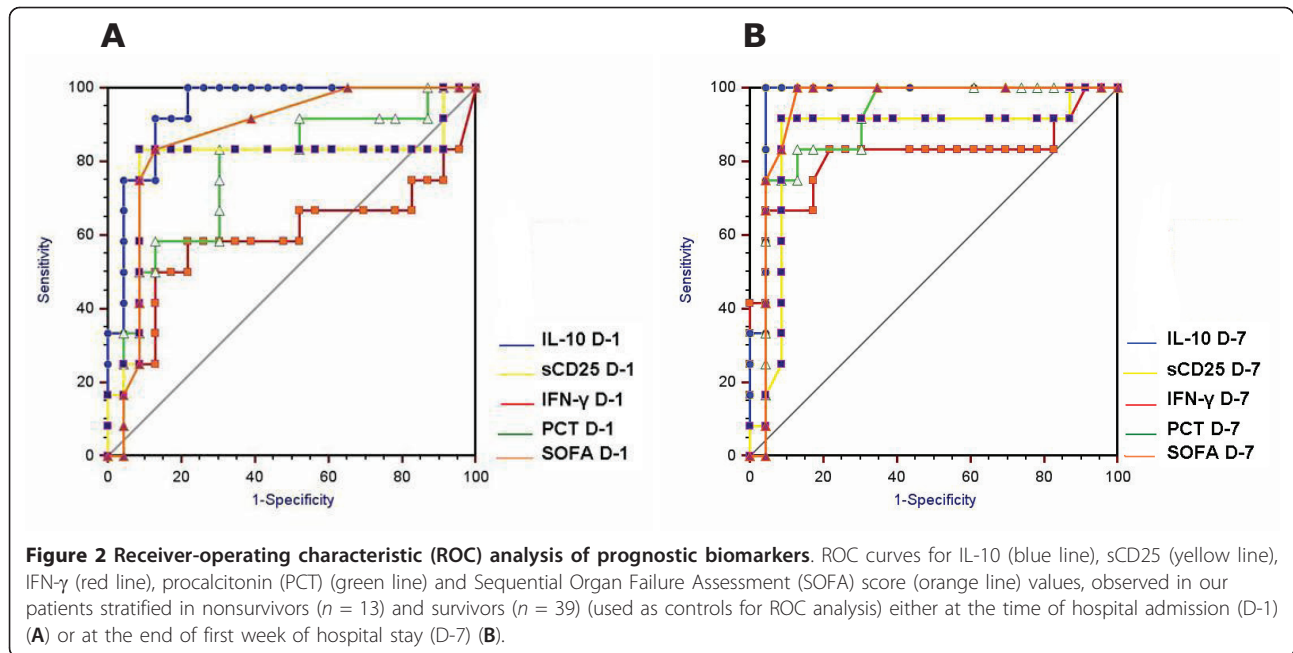 A
100
80
60
40
20
0
Sensitivity
0 20 40 60 80 100
1-Specificity
IL-10 D-1
sCD25 D-1
IFN-γ D-1
PCT D-1
SOFA D-1
B
100
80
60
40
20
0
Sensitivity
0 20 40 60 80 100
1-Specificity
IL-10 D-7
sCD25 D-7
IFN-γ D-7
PCT D-7
SOFA D-7
Figure 2 Receiver-operating characteristic (ROC) analysis of prognostic biomarkers. ROC curves for IL-10 (blue line), sCD25 (yellow line),
IFN-γ (red line), procalcitonin (PCT) (green line) and Sequential Organ Failure Assessment (SOFA) score (orange line) values, observed in our
patients stratified in nonsurvivors (n = 13) and survivors (n = 39) (used as controls for ROC analysis) either at the time of hospital admission (D-1)
(A) or at the end of first week of hospital stay (D-7) (B).